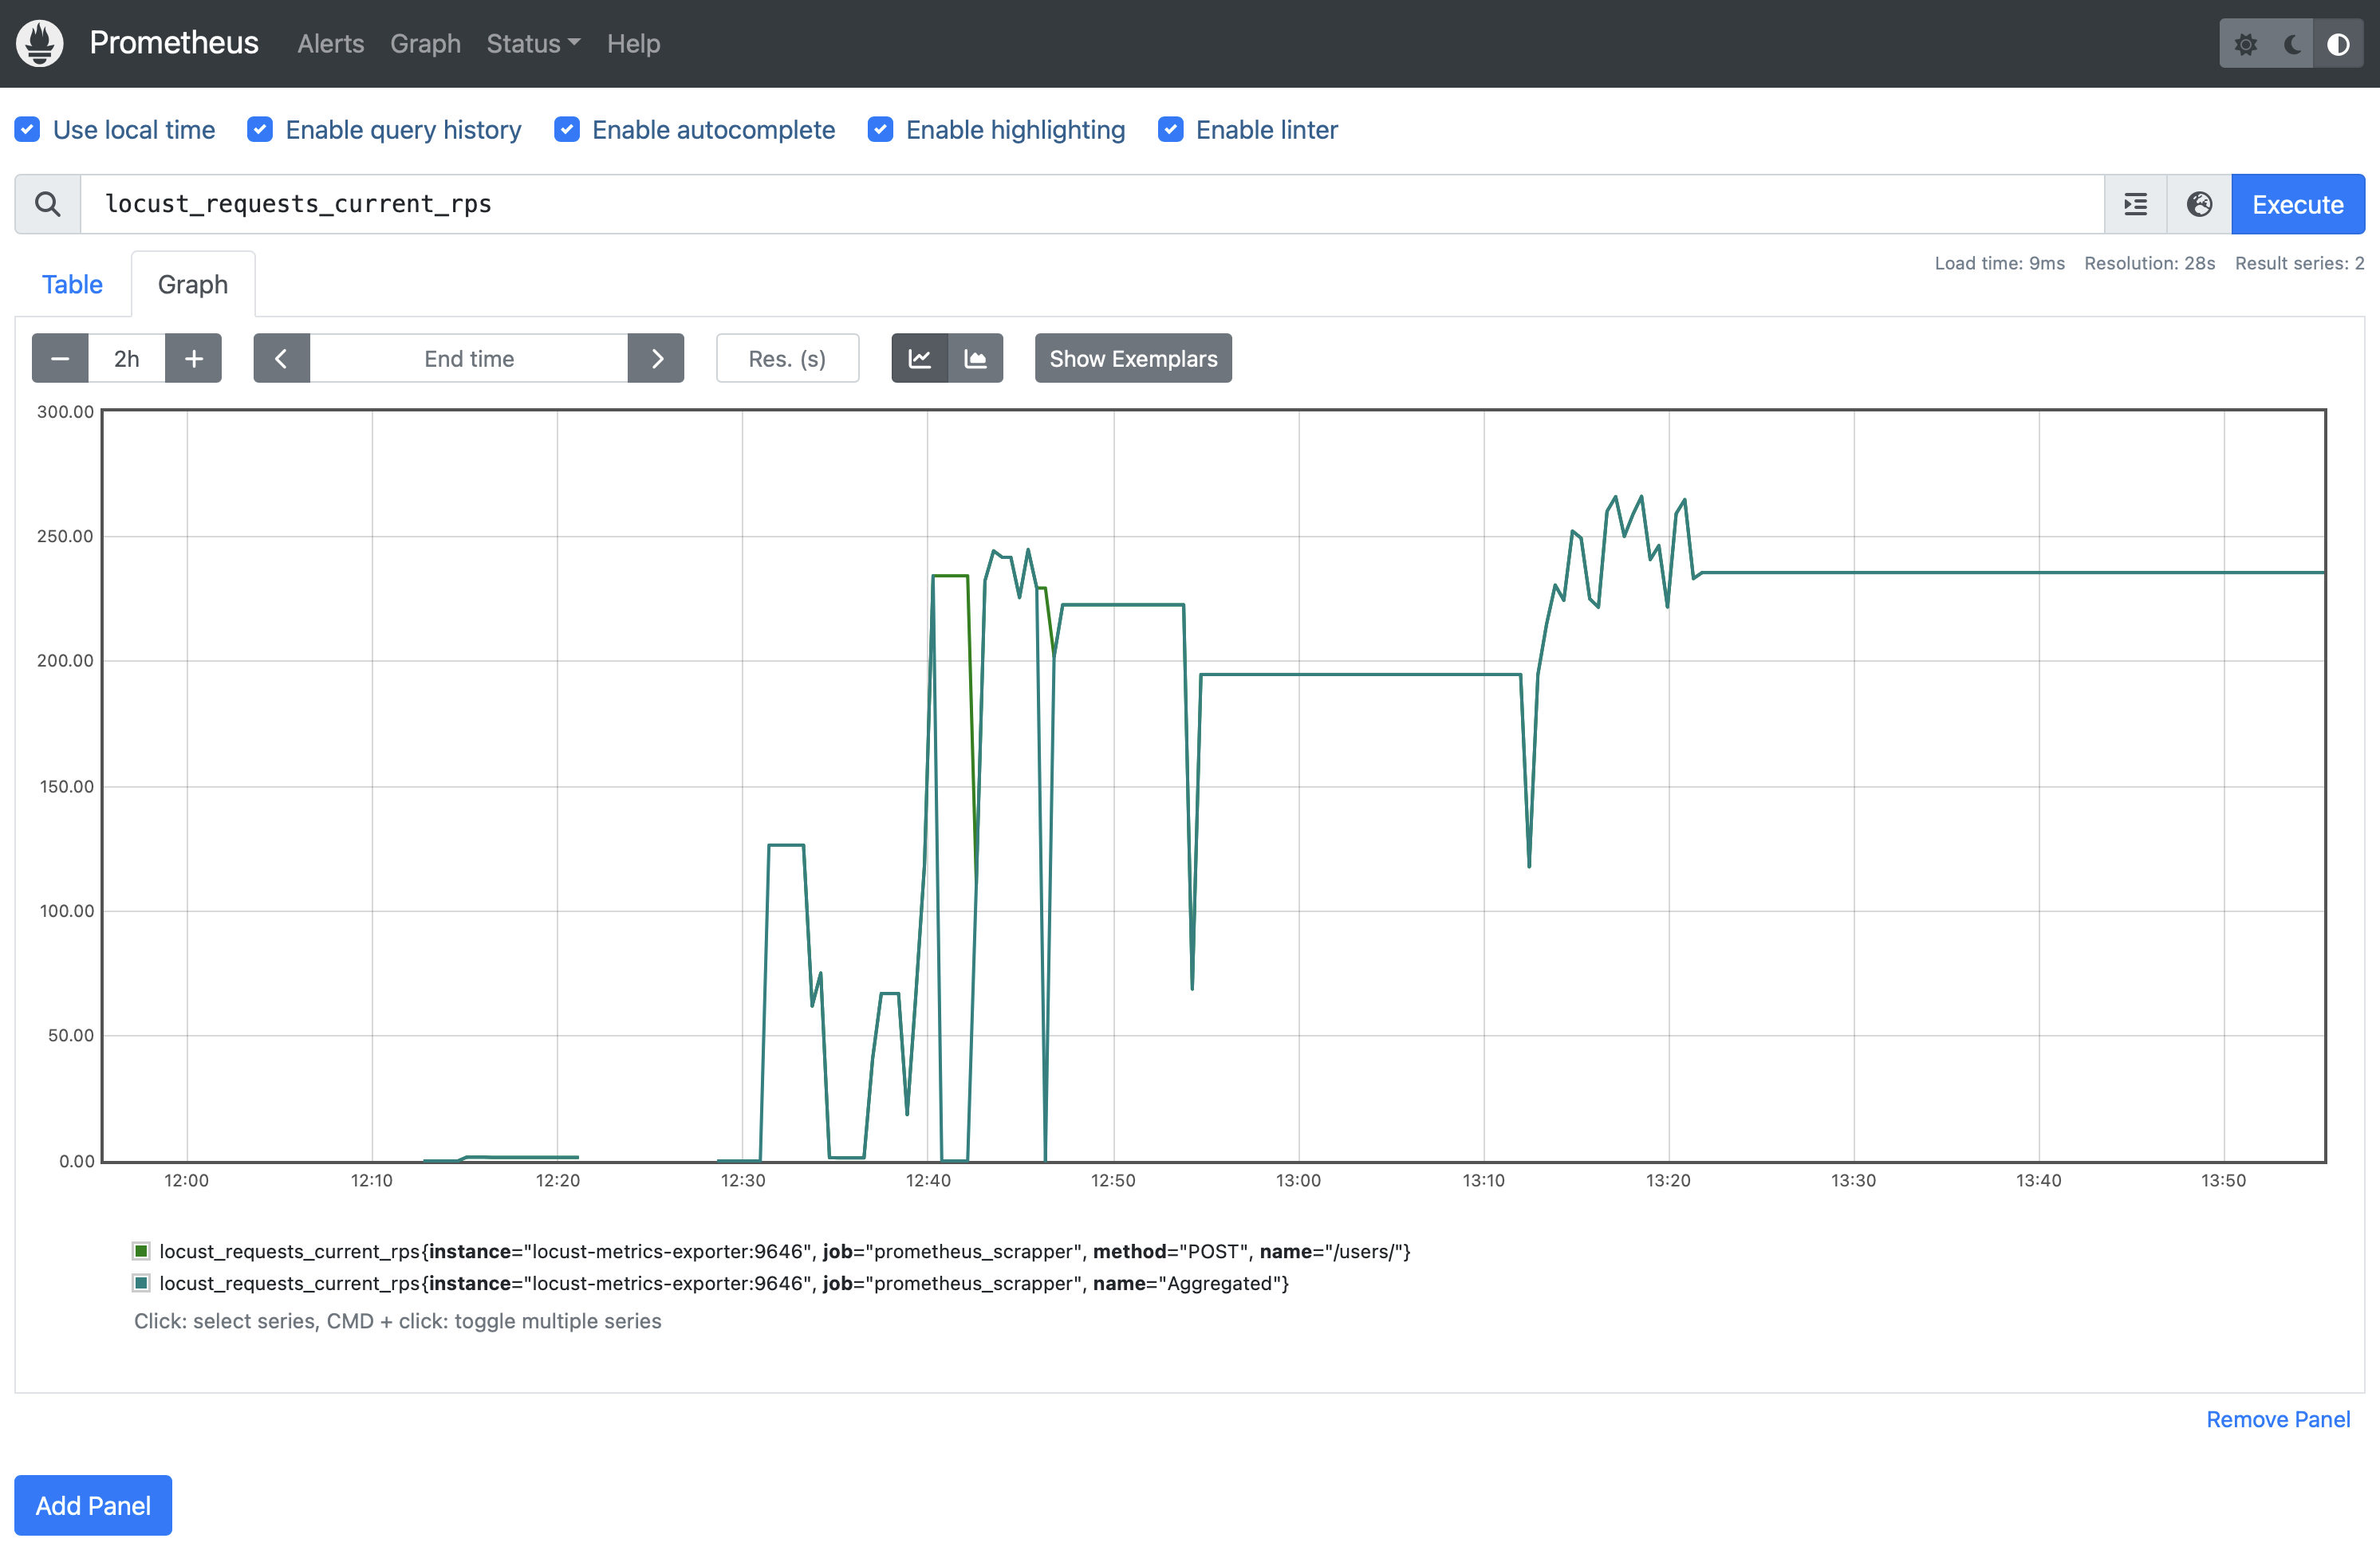 Prometheus Alerts Graph Status Help
Use local time Enable query history Enable autocomplete Enable highlighting Enable linter
locust_requests_current_rps Execute
Load time: 9ms Resolution: 28s Result series: 2
Table Graph
2h End time Res. (s) Show Exemplars
300.00
250.00
200.00
150.00
100.00
50.00
0.00
12:00 12:10 12:20 12:30 12:40 12:50 13:00 13:10 13:20 13:30 13:40 13:50
locust_requests_current_rps{instance="locust-metrics-exporter:9646", job="prometheus_scrapper", method="POST", name="/users/"}
locust_requests_current_rps{instance="locust-metrics-exporter:9646", job="prometheus_scrapper", name="Aggregated"}
Click: select series, CMD + click: toggle multiple series
Remove Panel
Add Panel